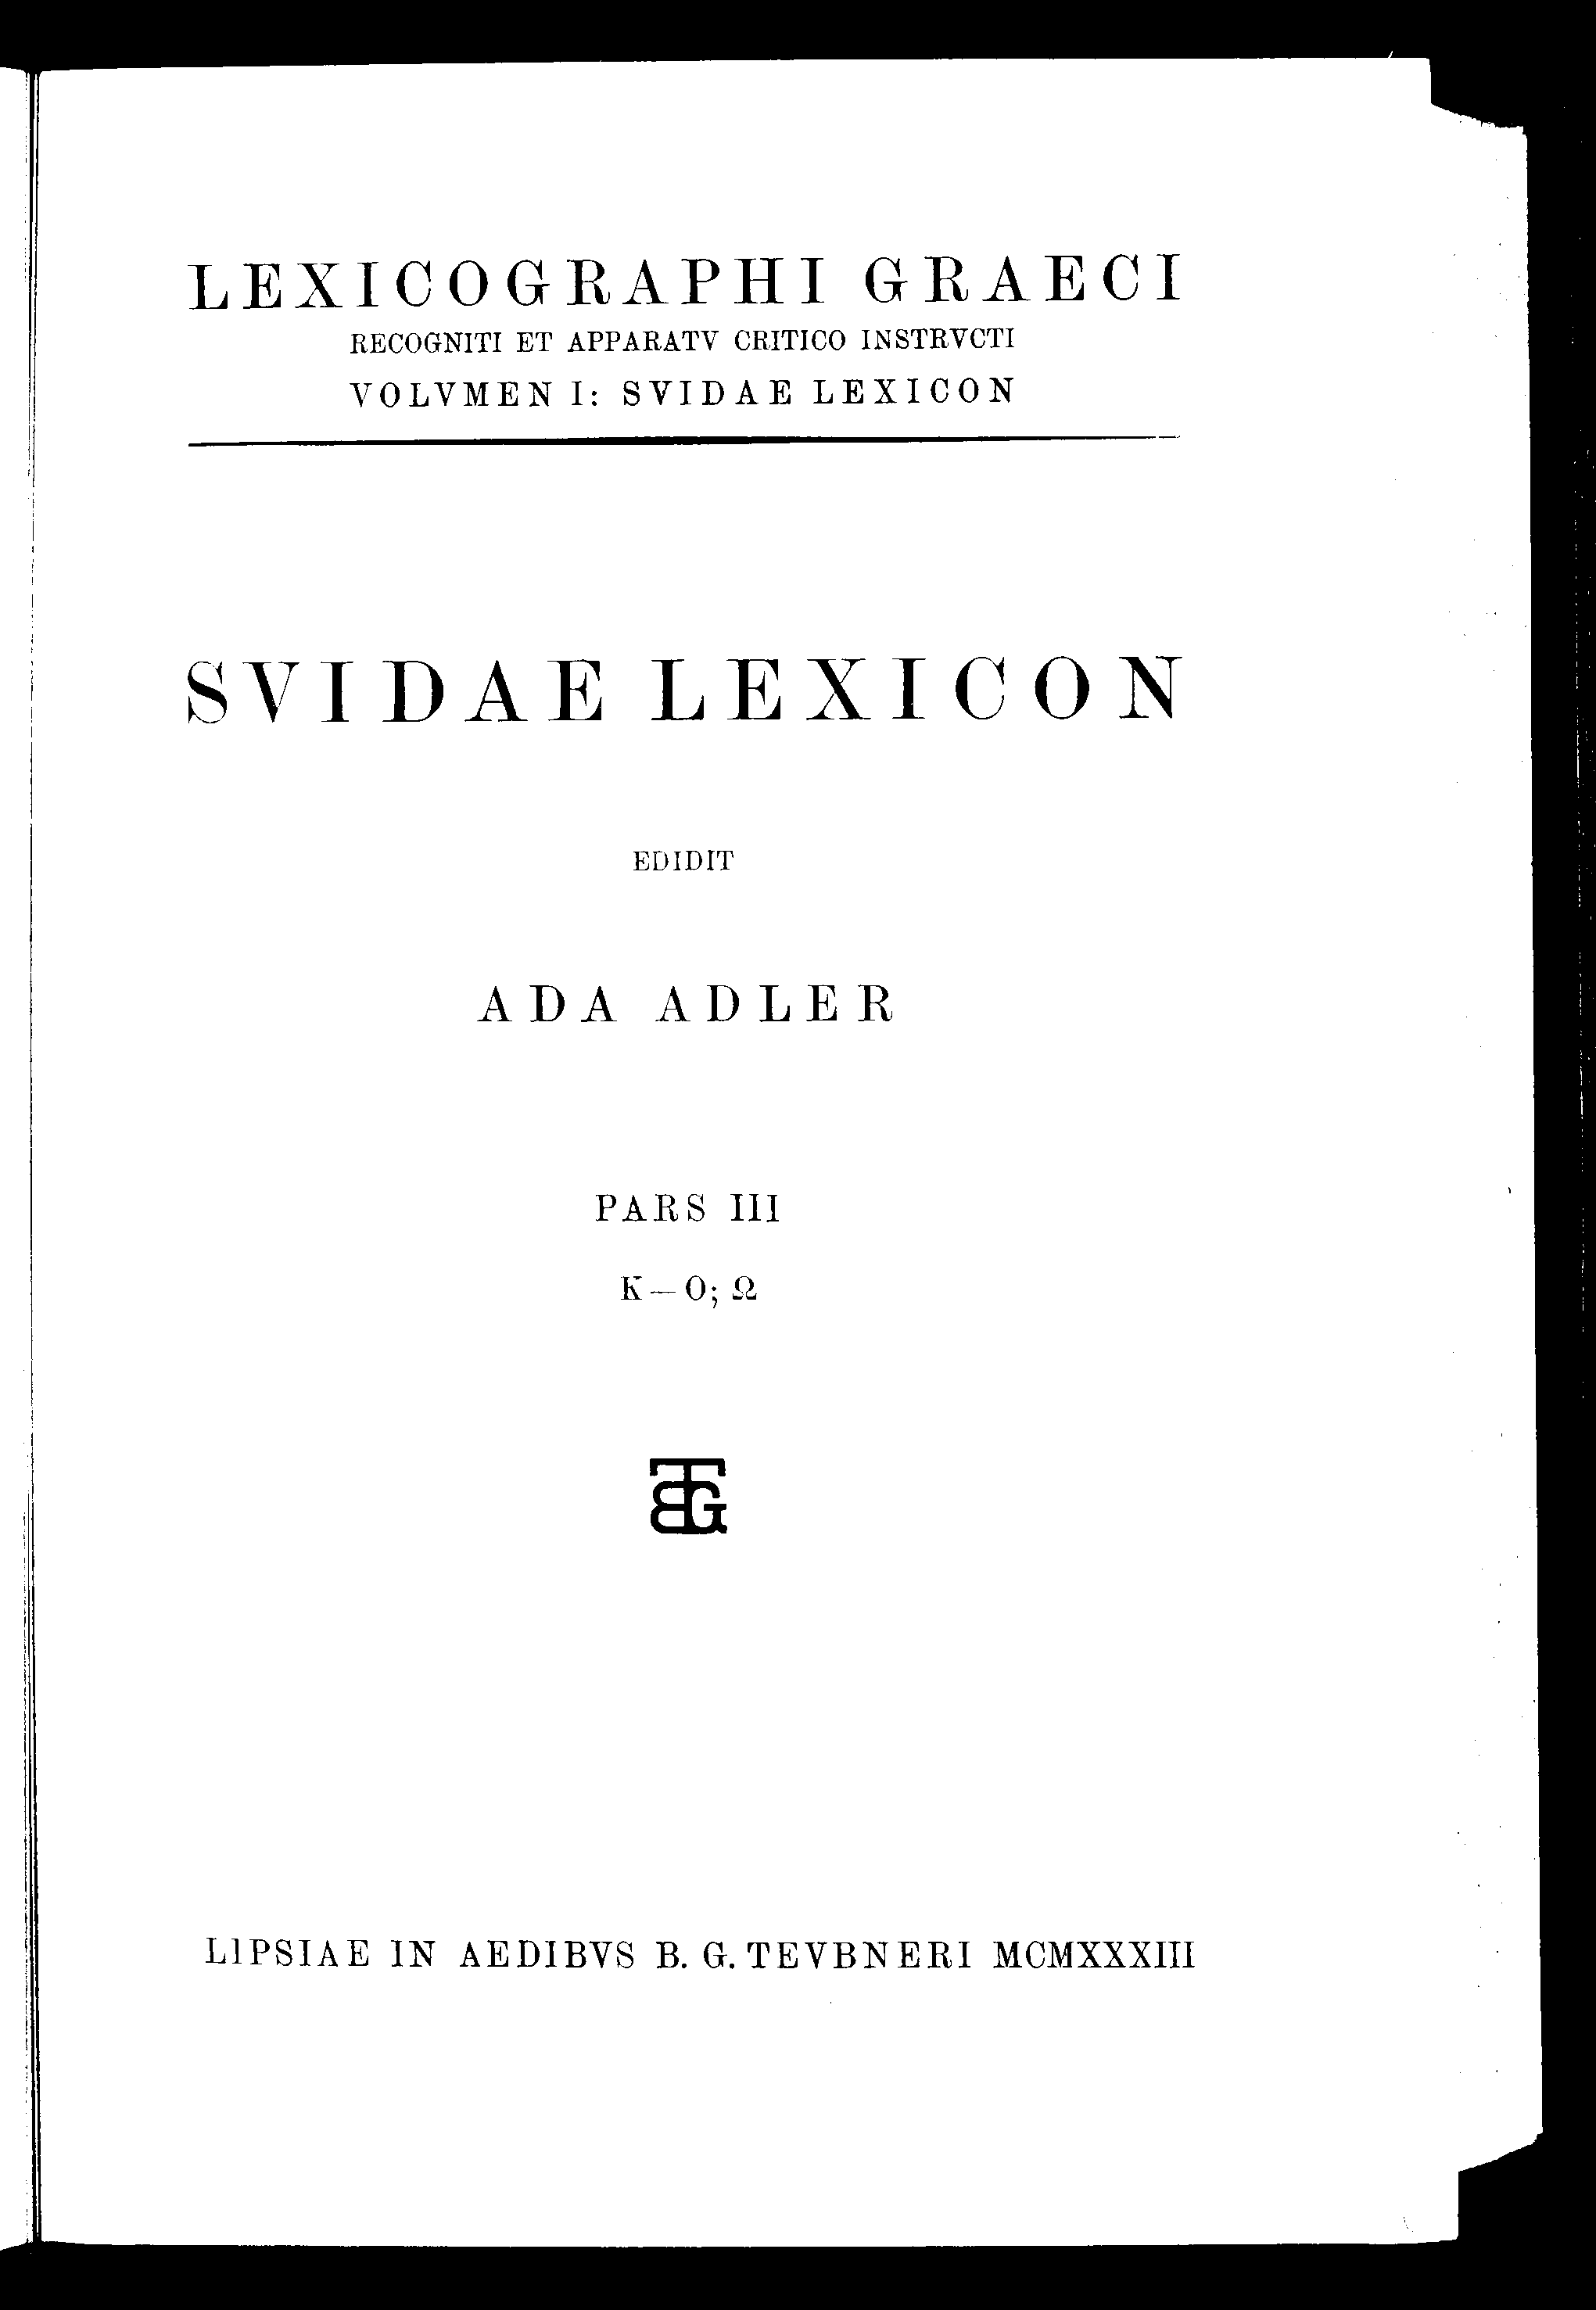 LEXICOGRAPHI GRAECI
RECOGNITI ET APPARATV CRITICO INSTRVCTI
VOLVMEN I: SVIDAE LEXICON
SVIDAE LEXICON
EDIDIT
ADA ADLER
PARS III
K—O; Ω
BTG
LIPSIAE IN AEDIBVS B. G. TEVBNERI MCMXXXIII